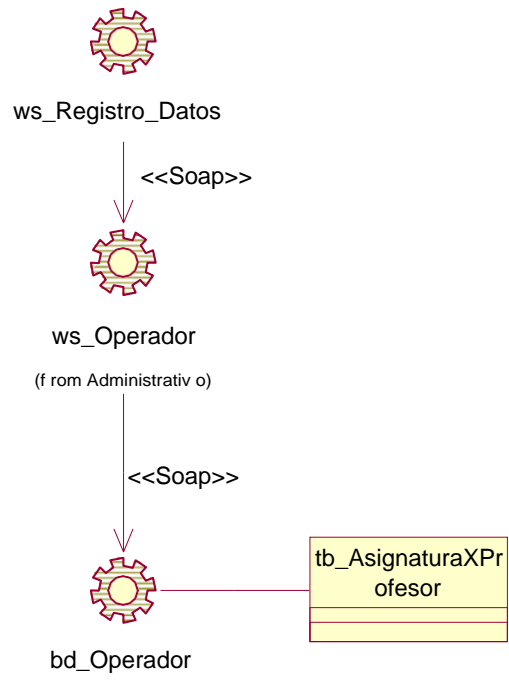 ws_Registro_Datos
<<Soap>>
ws_Operador
(f rom Administrativ o)
<<Soap>>
tb_AsignaturaXPr
ofesor
bd_Operador